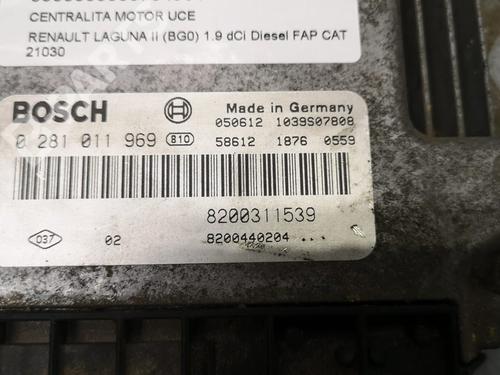 CENTRALITA MOTOR UCE
RENAULT LAGUNA II (BG0) 1.9 dCi Diesel FAP CAT
21030
BOSCH
Made in Germany
050612 1039S07808
0 281 011 969 810
58612 1876 0559
8200311539
037 02 8200440204